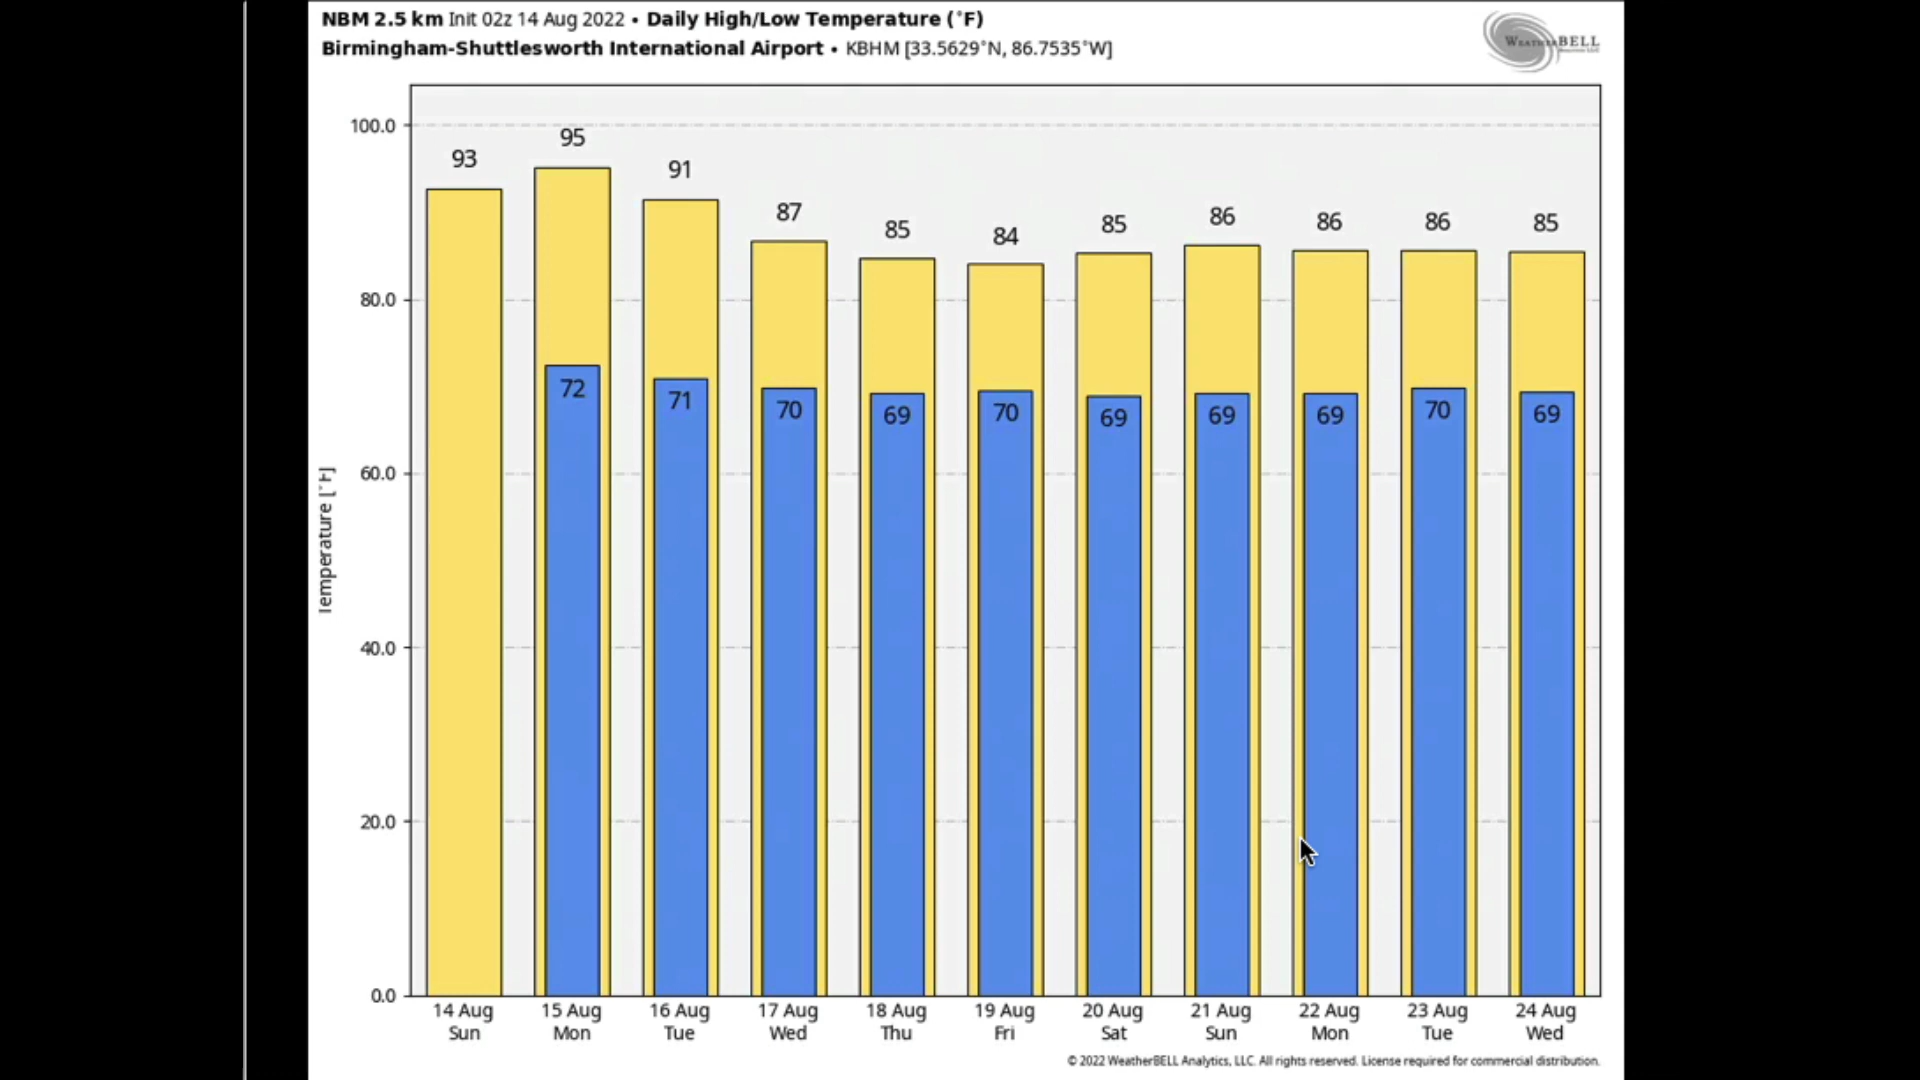 NBM 2.5 km Init 02z 14 Aug 2022 • Daily High/Low Temperature (°F)
Birmingham-Shuttlesworth International Airport • KBHM [33.5629°N, 86.7535°W]
WeatherBELL
100.0
80.0
60.0
40.0
20.0
0.0
Temperature [°F]
93
95
91
87
85
84
85
86
86
86
85
72
71
70
69
70
69
69
69
70
69
14 Aug
Sun
15 Aug
Mon
16 Aug
Tue
17 Aug
Wed
18 Aug
Thu
19 Aug
Fri
20 Aug
Sat
21 Aug
Sun
22 Aug
Mon
23 Aug
Tue
24 Aug
Wed
© 2022 WeatherBELL Analytics, LLC. All rights reserved. License required for commercial distribution.